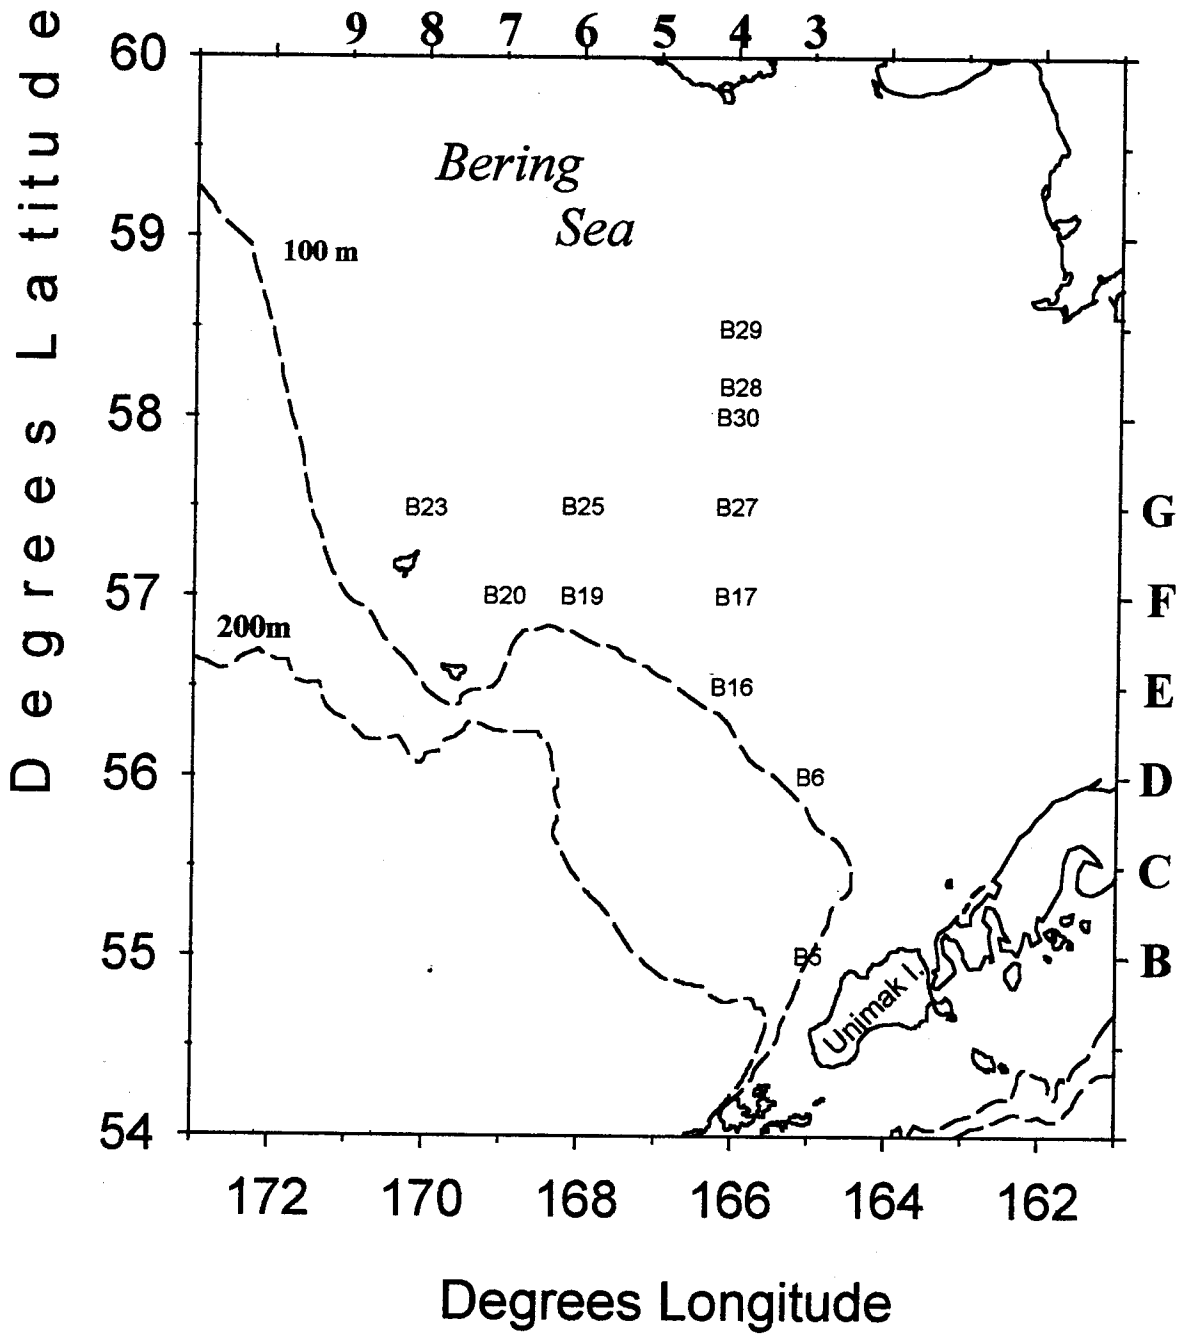 9 8 7 6 5 4 3
60
Bering
Sea
59
100 m
B29
B28
58
B30
B23 B25 B27 G
57 B20 B19 B17 F
200m
B16 E
56 B6 D
C
55 B5 B
Unimak I.
54
172 170 168 166 164 162
Degrees Longitude
Degrees Latitude